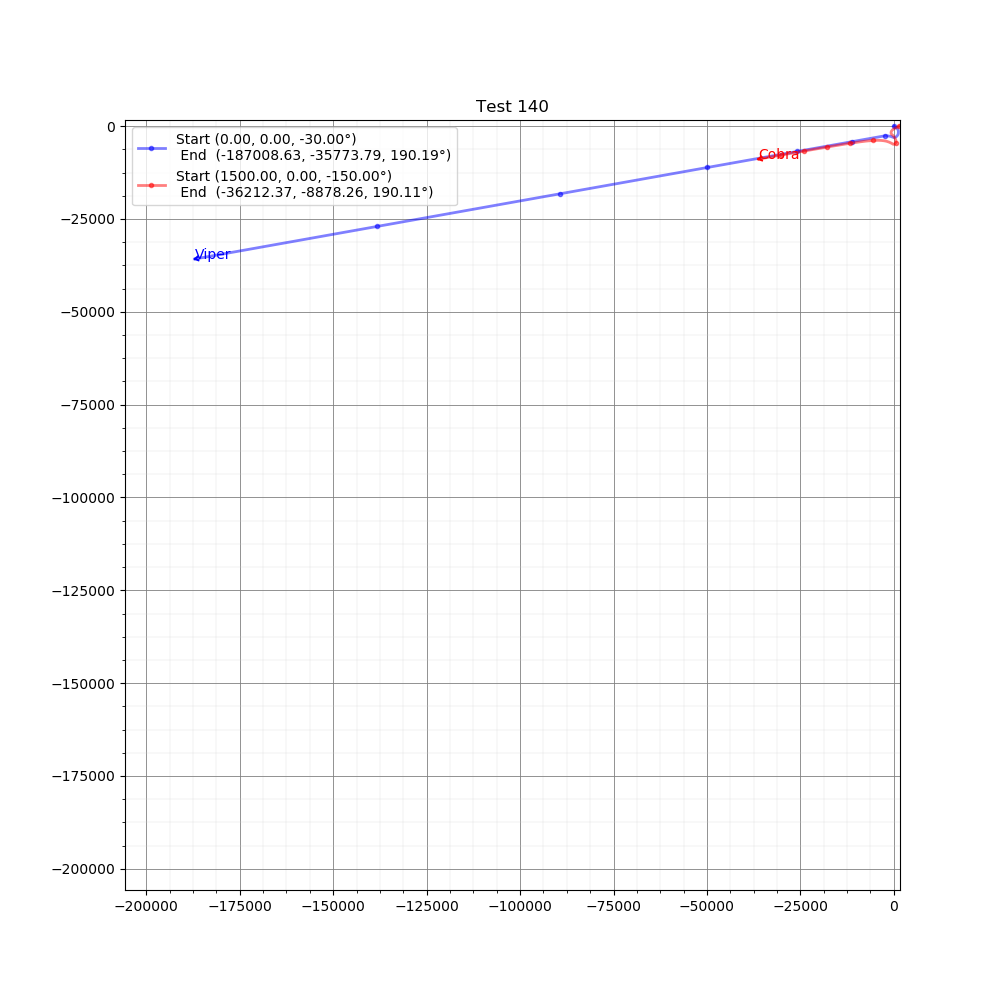 Test 140
Start (0.00, 0.00, -30.00°)
End (-187008.63, -35773.79, 190.19°)
Start (1500.00, 0.00, -150.00°)
End (-36212.37, -8878.26, 190.11°)
Cobra
Viper
0
−25000
−50000
−75000
−100000
−125000
−150000
−175000
−200000
−200000 −175000 −150000 −125000 −100000 −75000 −50000 −25000 0